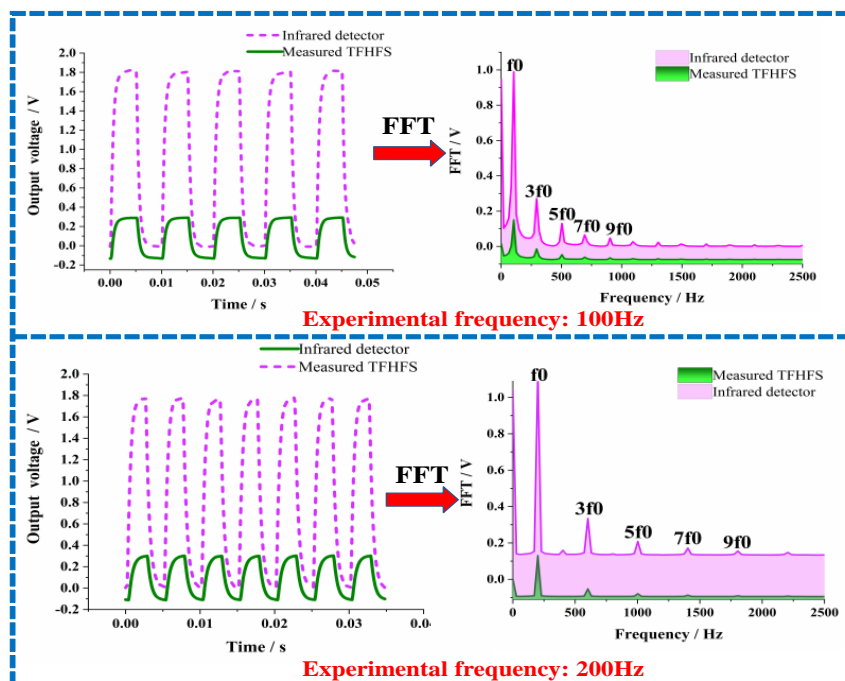 Infrared detector
Measured TFHFS
Output voltage / V
2.0
1.8
1.6
1.4
1.2
1.0
0.8
0.6
0.4
0.2
0.0
-0.2
0.00 0.01 0.02 0.03 0.04 0.05
Time / s
FFT
Infrared detector
Measured TFHFS
FFT / V
1.0
0.8
0.6
0.4
0.2
0.0
f0
3f0
5f0
7f0
9f0
0 500 1000 1500 2000 2500
Frequency / Hz
Experimental frequency: 100Hz
Infrared detector
Measured TFHFS
Output voltage / V
2.0
1.8
1.6
1.4
1.2
1.0
0.8
0.6
0.4
0.2
0.0
-0.2
0.00 0.01 0.02 0.03 0.0
Time / s
FFT
Measured TFHFS
Infrared detector
FFT / V
1.0
0.8
0.6
0.4
0.2
0.0
f0
3f0
5f0
7f0
9f0
0 500 1000 1500 2000 2500
Frequency / Hz
Experimental frequency: 200Hz